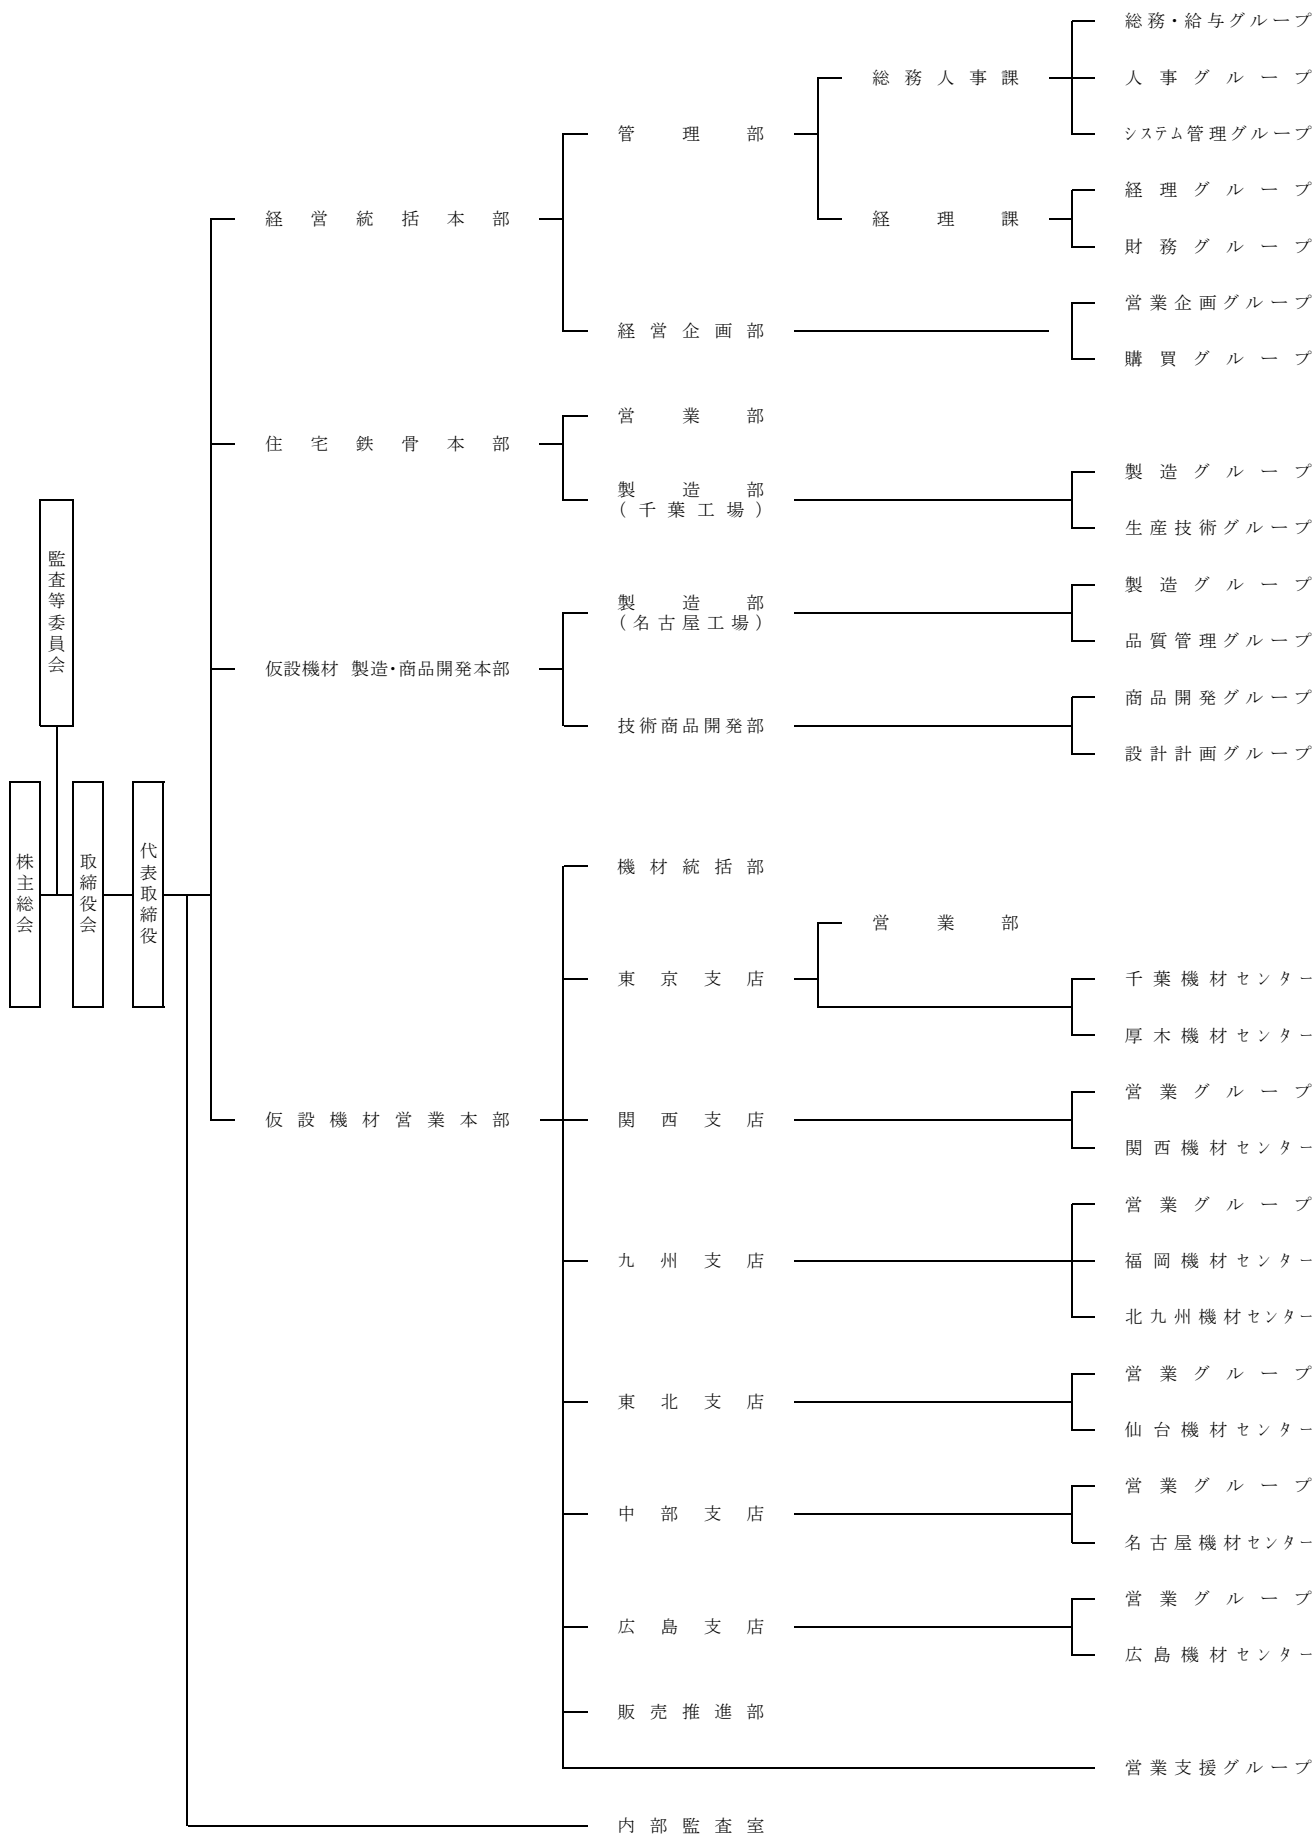 総務・給与グループ
総務人事課
人事グループ
管理部
システム管理グループ
経理グループ
経営統括本部
経理課
財務グループ
営業企画グループ
経営企画部
購買グループ
営業部
住宅鉄骨本部
製造グループ
製造部
(千葉工場)
生産技術グループ
監査等委員会
製造グループ
製造部
(名古屋工場)
品質管理グループ
仮設機材 製造・商品開発本部
商品開発グループ
技術商品開発部
設計計画グループ
株主総会
取締役会
代表取締役
機材統括部
営業部
東京支店
千葉機材センター
厚木機材センター
営業グループ
仮設機材営業本部
関西支店
関西機材センター
営業グループ
九州支店
福岡機材センター
北九州機材センター
営業グループ
東北支店
仙台機材センター
営業グループ
中部支店
名古屋機材センター
営業グループ
広島支店
広島機材センター
販売推進部
営業支援グループ
内部監査室